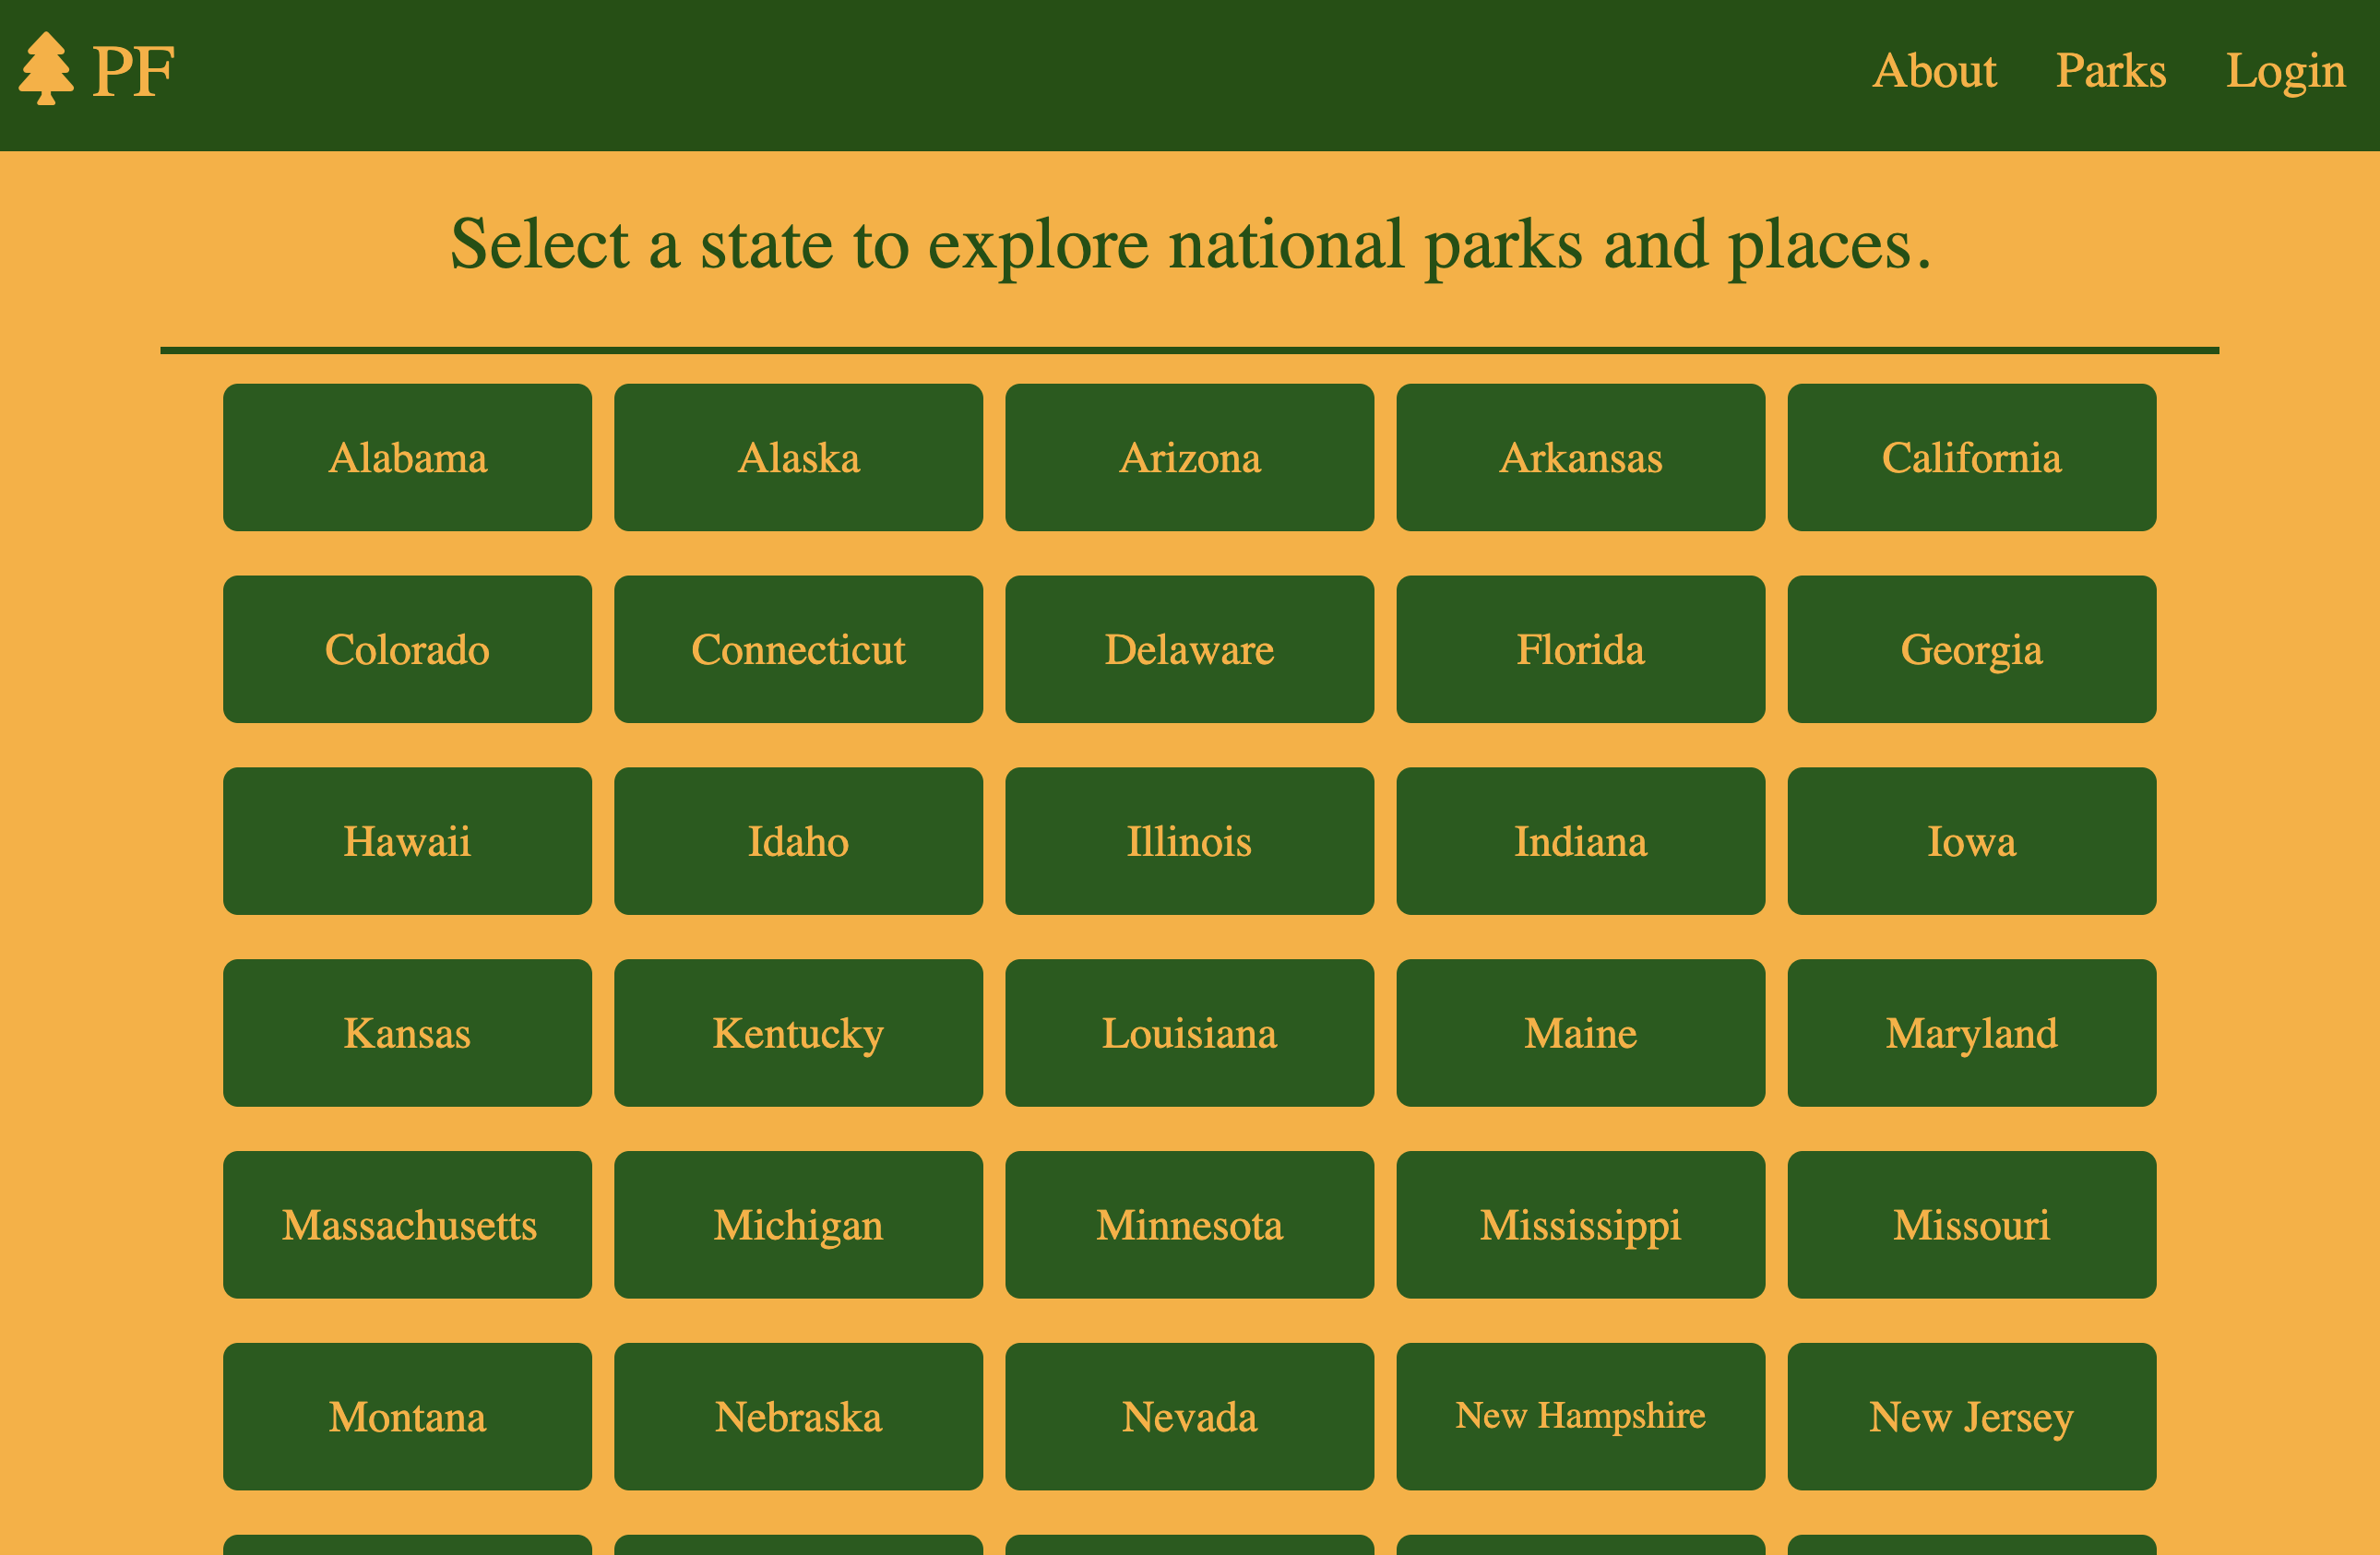 PF About Parks Login
Select a state to explore national parks and places.
Alabama Alaska Arizona Arkansas California
Colorado Connecticut Delaware Florida Georgia
Hawaii Idaho Illinois Indiana Iowa
Kansas Kentucky Louisiana Maine Maryland
Massachusetts Michigan Minnesota Mississippi Missouri
Montana Nebraska Nevada New Hampshire New Jersey